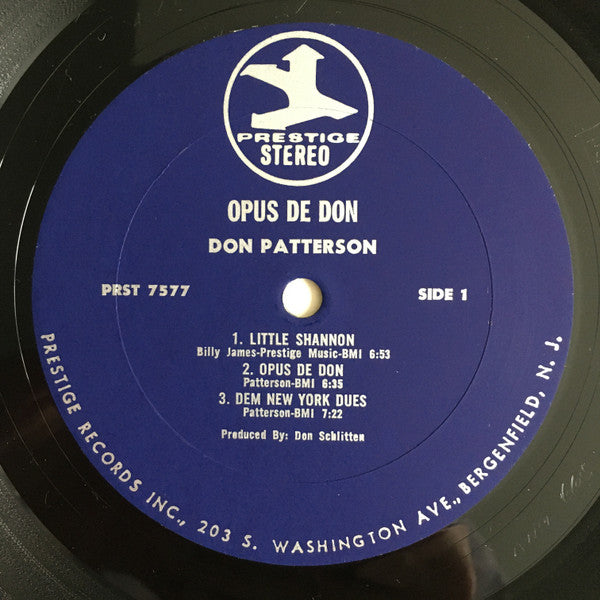 PRESTIGE
STEREO
OPUS DE DON
DON PATTERSON
PRST 7577
SIDE 1
1. LITTLE SHANNON
Billy James-Prestige Music-BMI 6:53
2. OPUS DE DON
Patterson-BMI 6:35
3. DEM NEW YORK DUES
Patterson-BMI 7:22
Produced By: Don Schlitten
PRESTIGE RECORDS INC., 203 S. WASHINGTON AVE., BERGENFIELD, N. J.